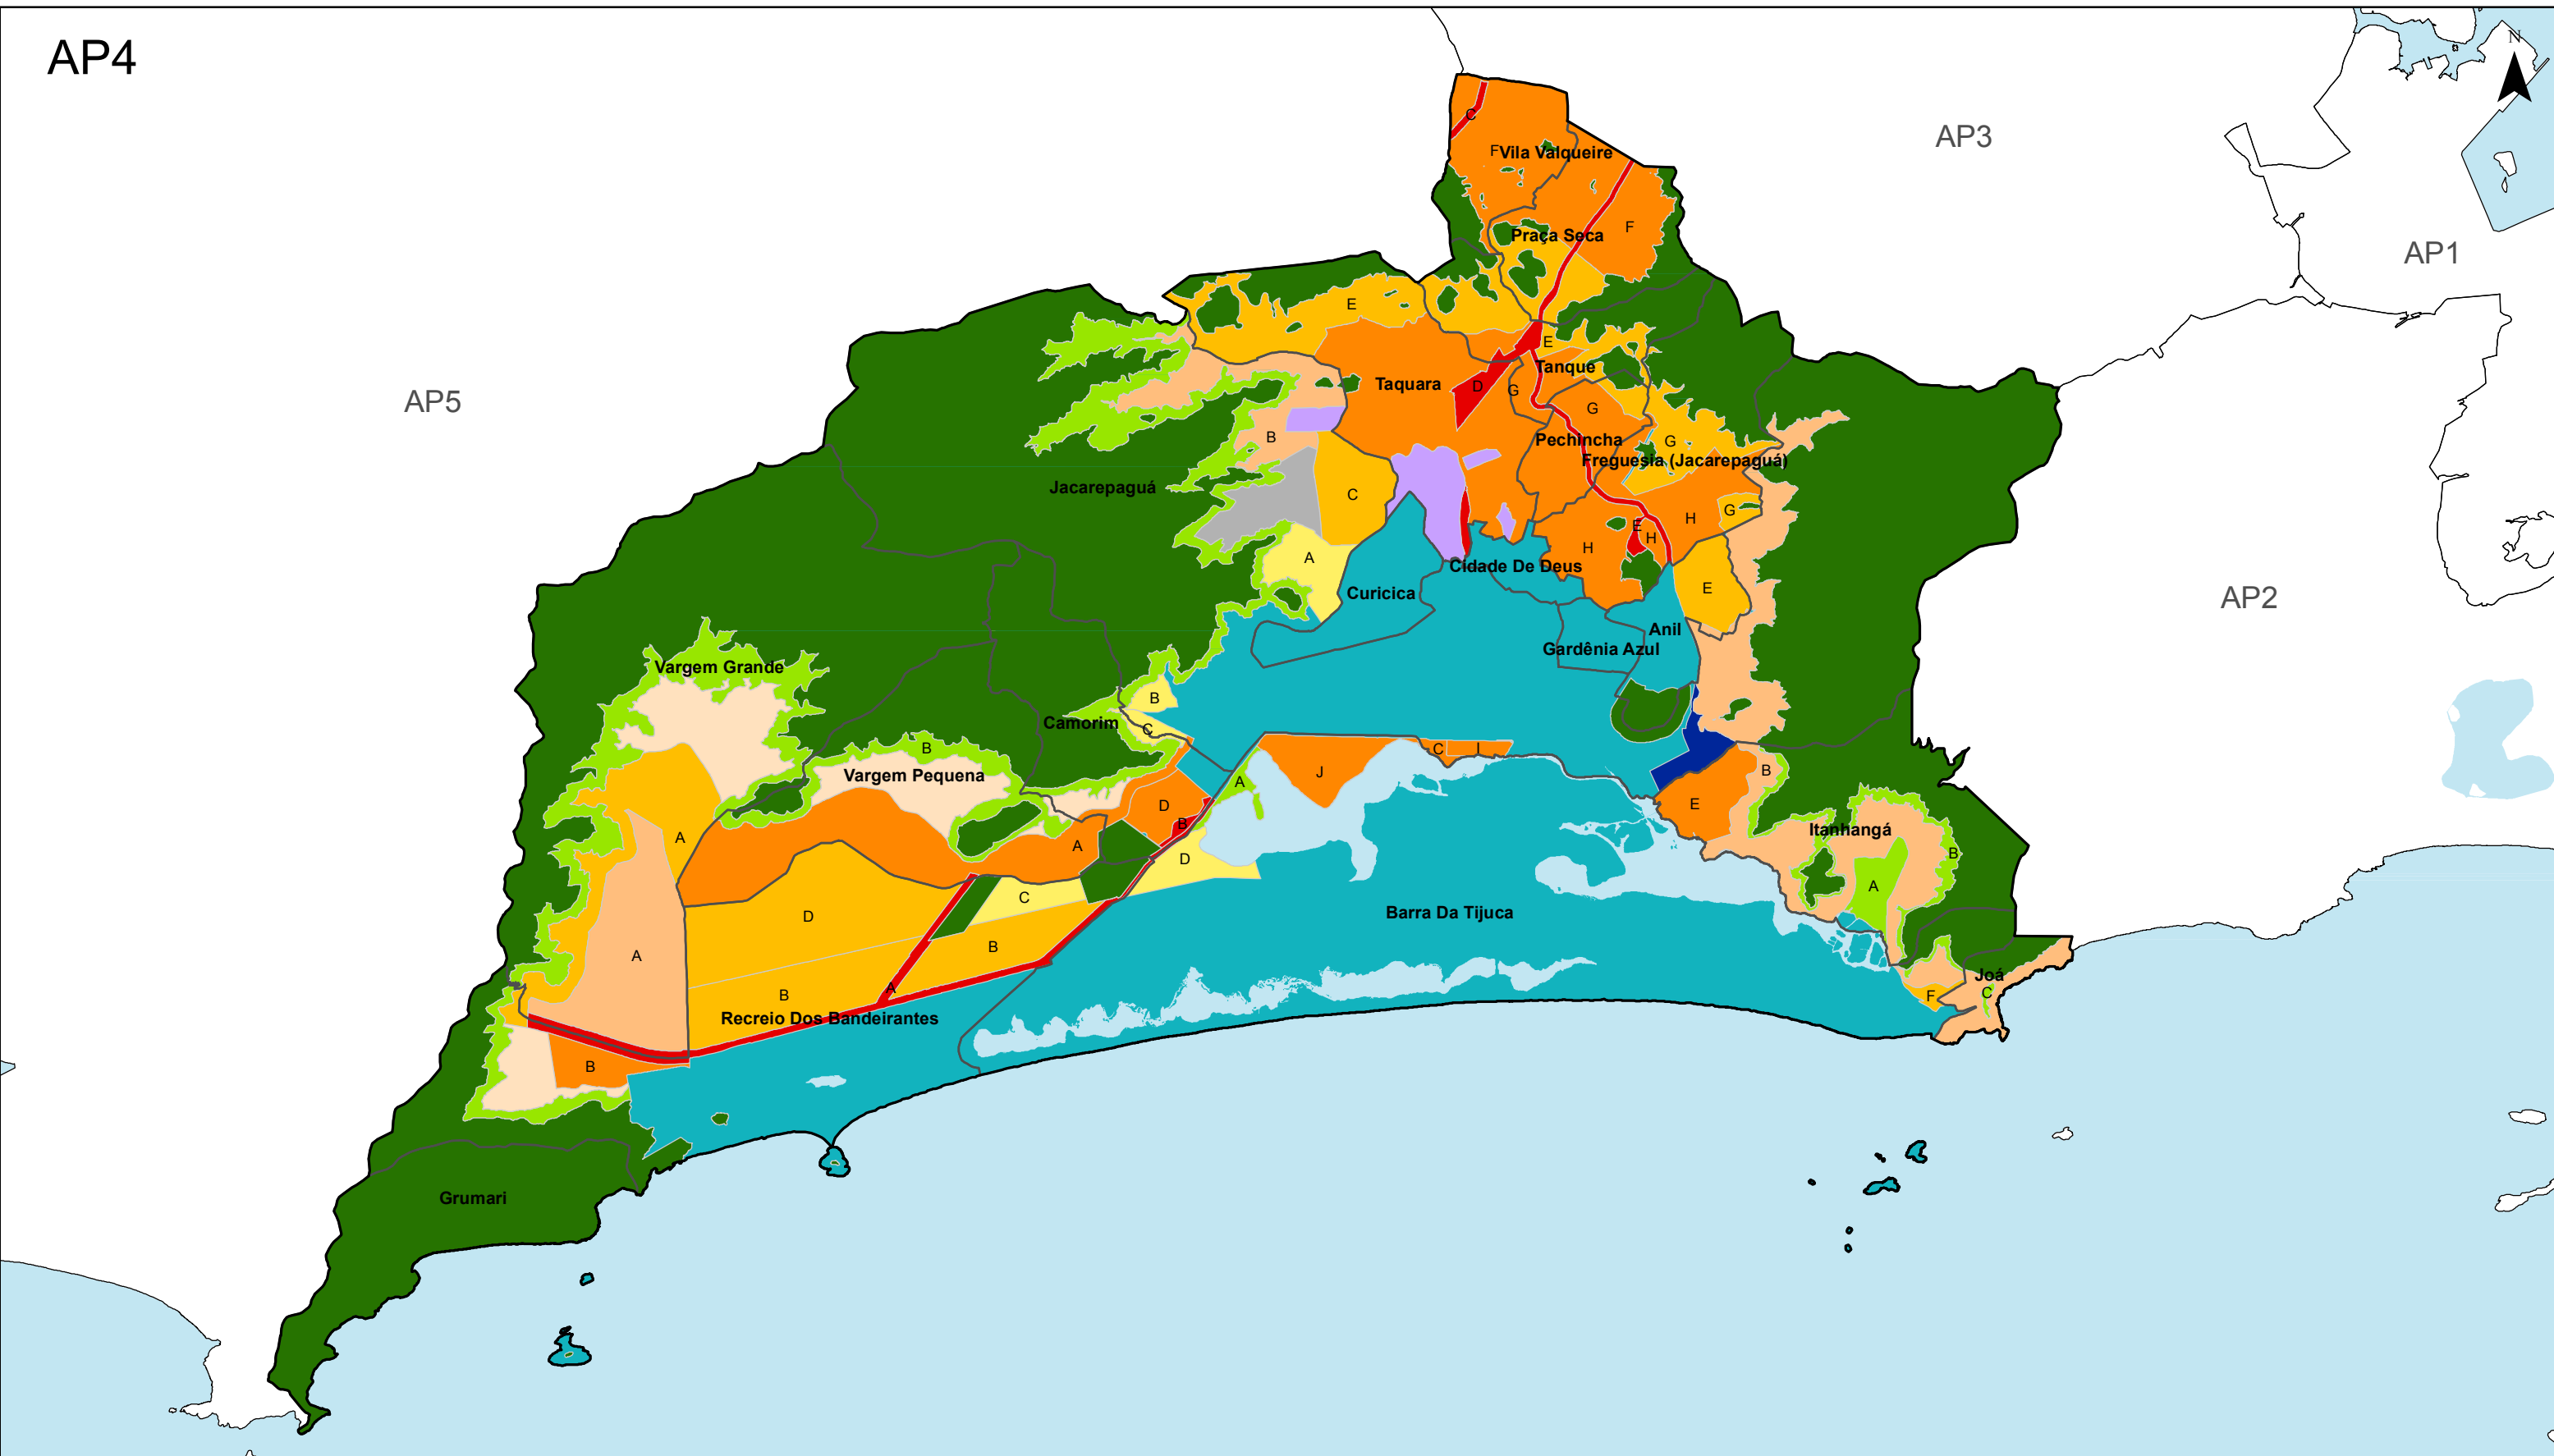 AP4
N
AP3
C
F
Vila Valqueire
F
Praça Seca
AP1
E
E
Tanque
Taquara
D
G
AP5
G
B
Pechincha
G
Freguesia (Jacarepaguá)
Jacarepaguá
C
G
H
E
H
H
A
Cidade De Deus
E
Curicica
AP2
Anil
Gardênia Azul
Vargem Grande
B
Camorim
C
B
C
I
J
B
Vargem Pequena
A
D
E
B
Itanhangá
A
A
D
B
A
C
Barra Da Tijuca
D
B
A
Joá
A
B
C
F
Recreio Dos Bandeirantes
B
Grumari